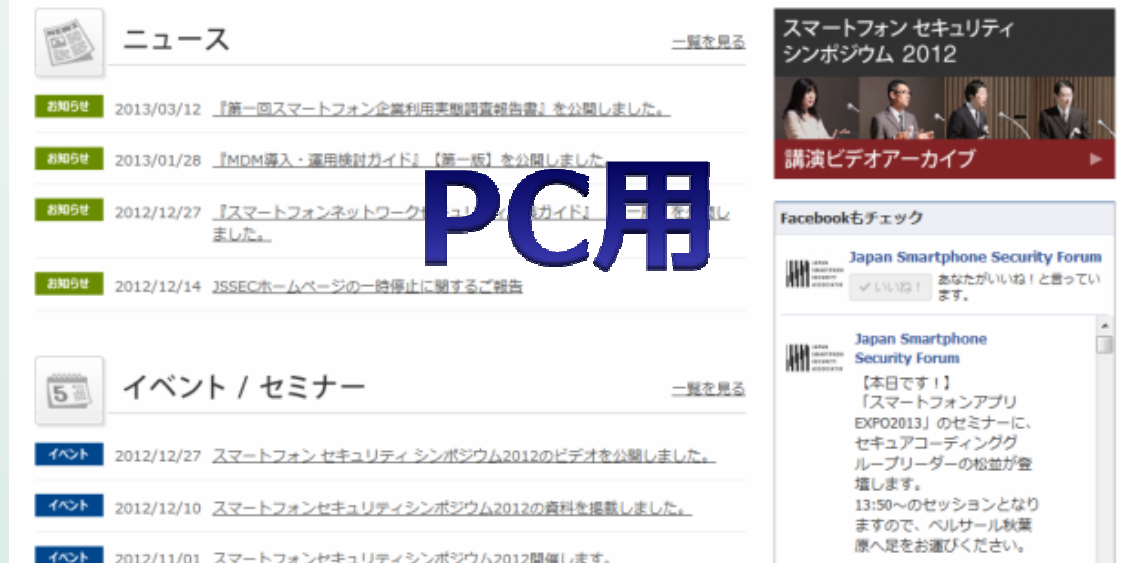 ニュース
一覧を見る
お知らせ 2013/03/12 『第一回スマートフォン企業利用実態調査報告書』を公開しました。
お知らせ 2013/01/28 『MDM導入・運用検討ガイド』【第一版】を公開しました。
お知らせ 2012/12/27 『スマートフォンネットワークセキュリティ ガイド』 を公開し
ました。
お知らせ 2012/12/14 JSSECホームページの一時停止に関するご報告
PC用
イベント / セミナー
一覧を見る
5
イベント 2012/12/27 スマートフォン セキュリティ シンポジウム2012のビデオを公開しました。
イベント 2012/12/10 スマートフォンセキュリティシンポジウム2012の資料を掲載しました。
イベント 2012/11/01 スマートフォンセキュリティシンポジウム2012開催します。
スマートフォン セキュリティ
シンポジウム 2012
講演ビデオアーカイブ
Facebookもチェック
Japan Smartphone Security Forum
いいね！ あなたがいいね！と言ってい
ます。
Japan Smartphone
Security Forum
【本日です！】
「スマートフォンアプリ
EXPO2013」のセミナーに、
セキュアコーディンググ
ループリーダーの松並が登
壇します。
13:50～のセッションとなり
ますので、ベルサール秋葉
原へ足をお運びください。